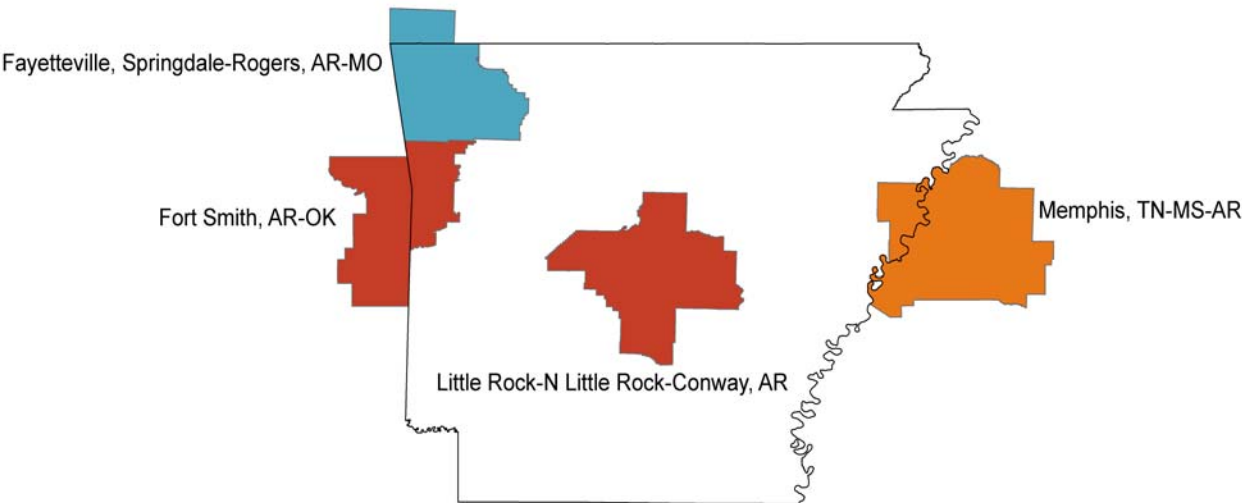 Fayetteville, Springdale-Rogers, AR-MO
Fort Smith, AR-OK
Memphis, TN-MS-AR
Little Rock-N Little Rock-Conway, AR